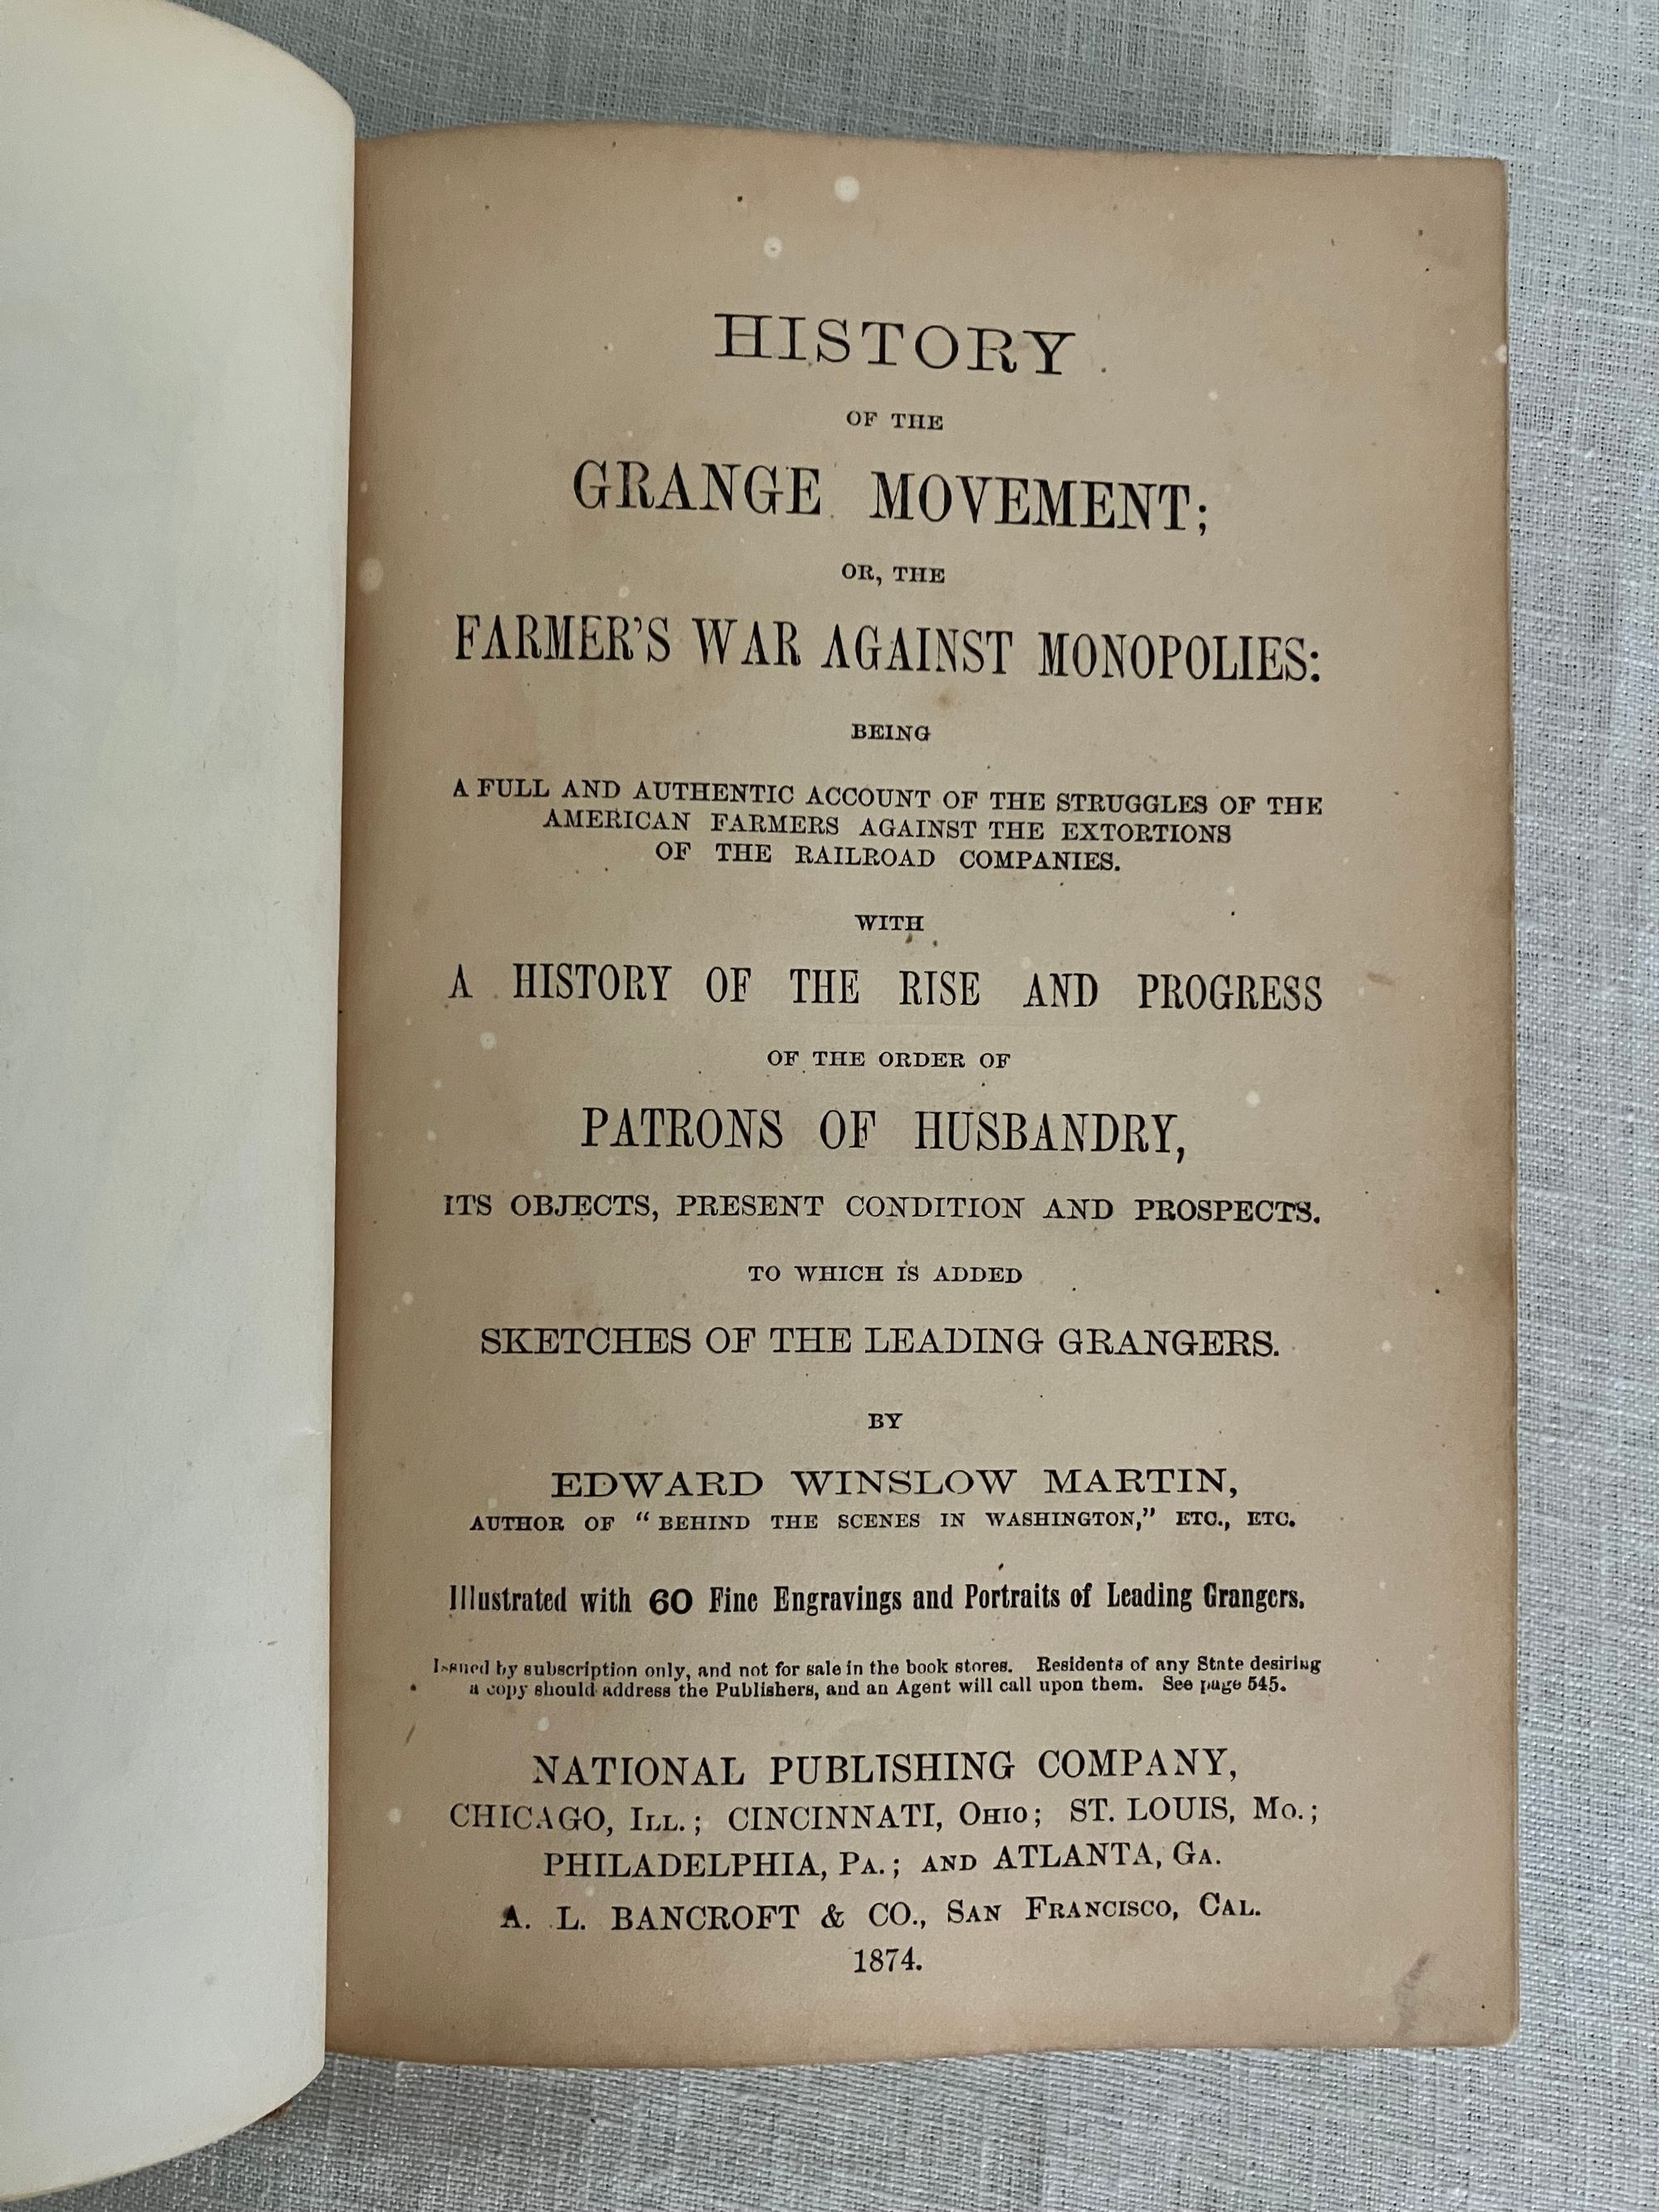 HISTORY
OF THE
GRANGE MOVEMENT;
OR, THE
FARMER'S WAR AGAINST MONOPOLIES:
BEING
A FULL AND AUTHENTIC ACCOUNT OF THE STRUGGLES OF THE
AMERICAN FARMERS AGAINST THE EXTORTIONS
OF THE RAILROAD COMPANIES.
WITH
A HISTORY OF THE RISE AND PROGRESS
OF THE ORDER OF
PATRONS OF HUSBANDRY,
ITS OBJECTS, PRESENT CONDITION AND PROSPECTS.
TO WHICH IS ADDED
SKETCHES OF THE LEADING GRANGERS.
BY
EDWARD WINSLOW MARTIN,
AUTHOR OF "BEHIND THE SCENES IN WASHINGTON," ETC., ETC.
Illustrated with 60 Fine Engravings and Portraits of Leading Grangers.
Issued by subscription only, and not for sale in the book stores. Residents of any State desiring
a copy should address the Publishers, and an Agent will call upon them. See page 545.
NATIONAL PUBLISHING COMPANY,
CHICAGO, ILL.; CINCINNATI, OHIO; ST. LOUIS, MO.;
PHILADELPHIA, PA.; AND ATLANTA, GA.
A. L. BANCROFT & CO., SAN FRANCISCO, CAL.
1874.